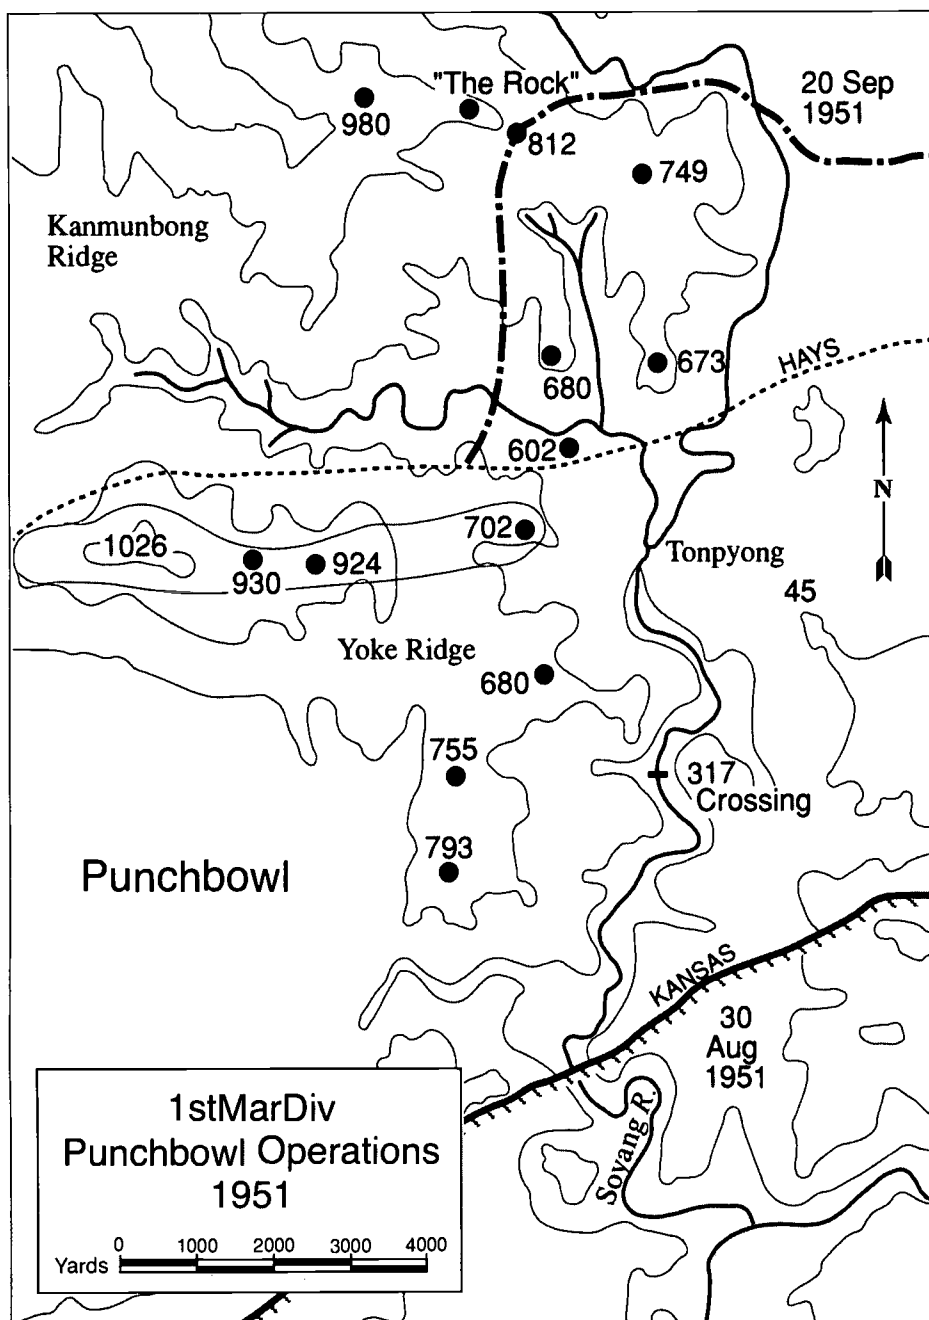 "The Rock"
20 Sep
1951
980
812
749
Kanmunbong
Ridge
HAYS
680
673
602
N
702
1026
930
924
Tonpyong
45
Yoke Ridge
680
755
317
Crossing
793
Punchbowl
KANSAS
30
Aug
1951
Soyang R.
1stMarDiv
Punchbowl Operations
1951
Yards
0 1000 2000 3000 4000